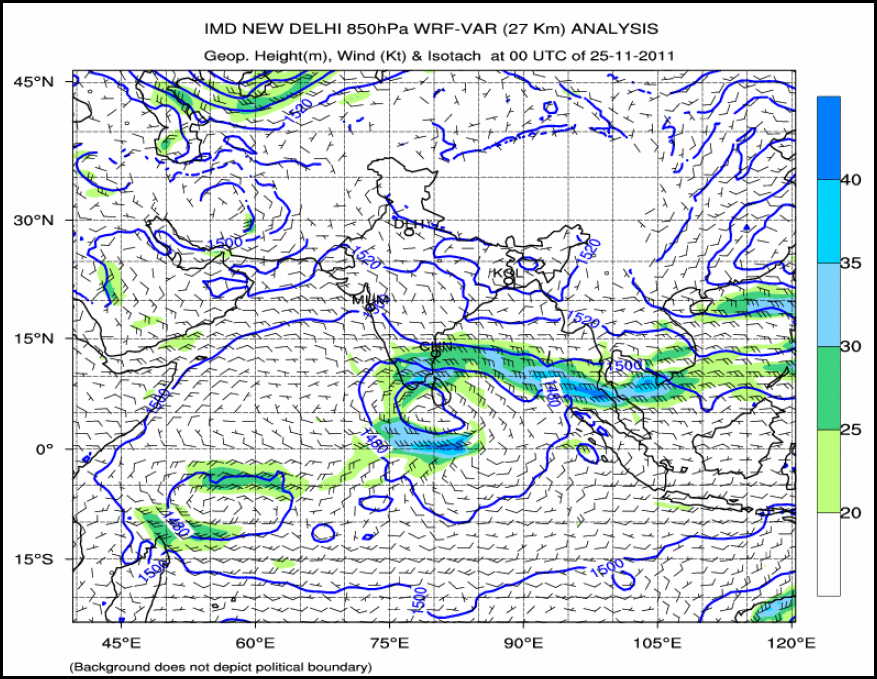 IMD NEW DELHI 850hPa WRF-VAR (27 Km) ANALYSIS
Geop. Height(m), Wind (Kt) & Isotach at 00 UTC of 25-11-2011
45°N
1520
40
30°N
DLH
1500
1520
1520
KOL
35
MUM
1520
15°N
CHN
30
1500
1500
1480
0°
1480
25
1480
20
15°S
1500
1500
1500
45°E 60°E 75°E 90°E 105°E 120°E
(Background does not depict political boundary)